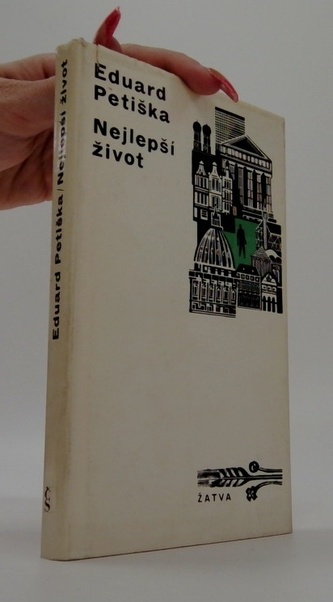 Eduard
Petiška
Nejlepší
život
Eduard Petiška/Nejlepší život
ŽATVA